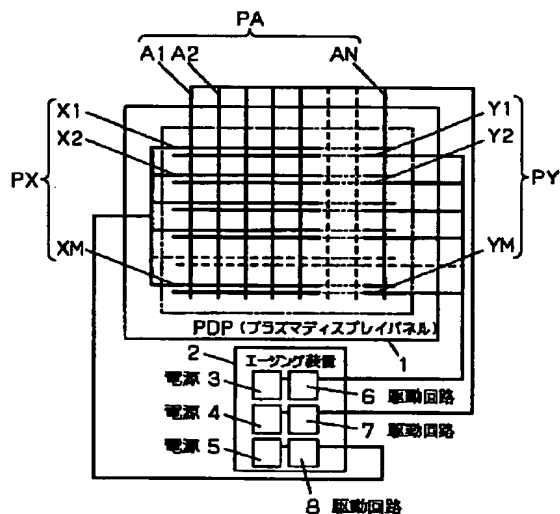 PA
A1 A2 AN
X1 Y1
X2 Y2
PX PY
XM YM
PDP (プラズマディスプレイパネル)
2 エージング装置 1
電源 3 6 駆動回路
電源 4 7 駆動回路
電源 5
8 駆動回路